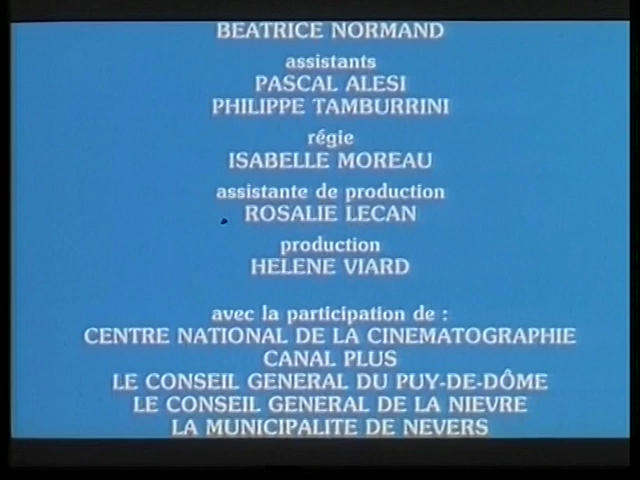 BEATRICE NORMAND
assistants
PASCAL ALESI
PHILIPPE TAMBURRINI
régie
ISABELLE MOREAU
assistante de production
ROSALIE LECAN
production
HELENE VIARD
avec la participation de :
CENTRE NATIONAL DE LA CINEMATOGRAPHIE
CANAL PLUS
LE CONSEIL GENERAL DU PUY-DE-DÔME
LE CONSEIL GENERAL DE LA NIEVRE
LA MUNICIPALITE DE NEVERS